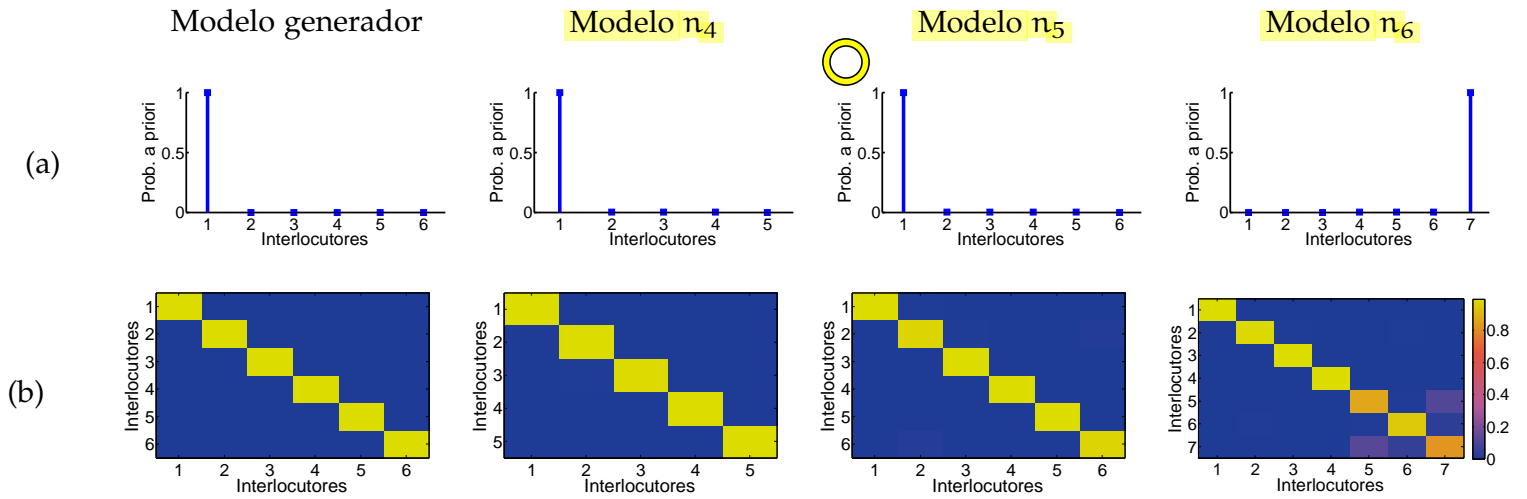 Modelo generador
Modelo n4
Modelo n5
Modelo n6
(a)
Prob. a priori
1
0.5
0
1 2 3 4 5 6
Interlocutores
Prob. a priori
1
0.5
0
1 2 3 4 5
Interlocutores
Prob. a priori
1
0.5
0
1 2 3 4 5 6
Interlocutores
Prob. a priori
1
0.5
0
1 2 3 4 5 6 7
Interlocutores
(b)
Interlocutores
1
2
3
4
5
6
1 2 3 4 5 6
Interlocutores
Interlocutores
1
2
3
4
5
1 2 3 4 5
Interlocutores
Interlocutores
1
2
3
4
5
6
1 2 3 4 5 6
Interlocutores
Interlocutores
1
2
3
4
5
6
7
1 2 3 4 5 6 7
Interlocutores
0.8
0.6
0.4
0.2
0